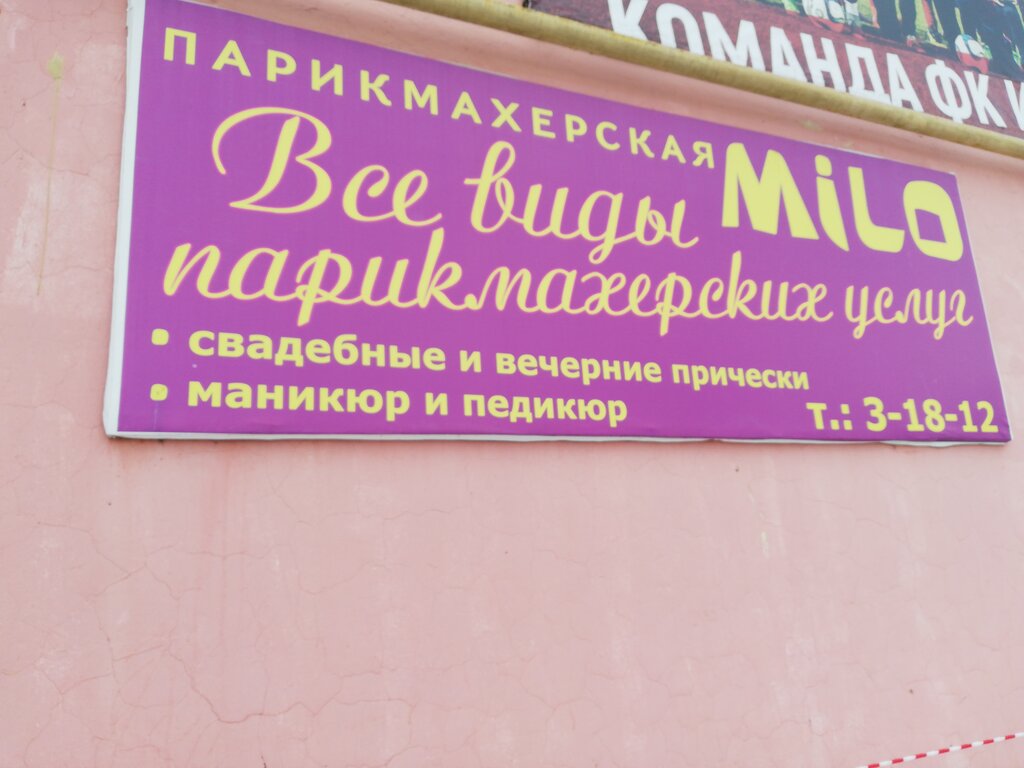 КОМАНДА ФК
ПАРИКМАХЕРСКАЯ MiLO
Все виды
парикмахерских услуг
• свадебные и вечерние прически
• маникюр и педикюр
т.: 3-18-12